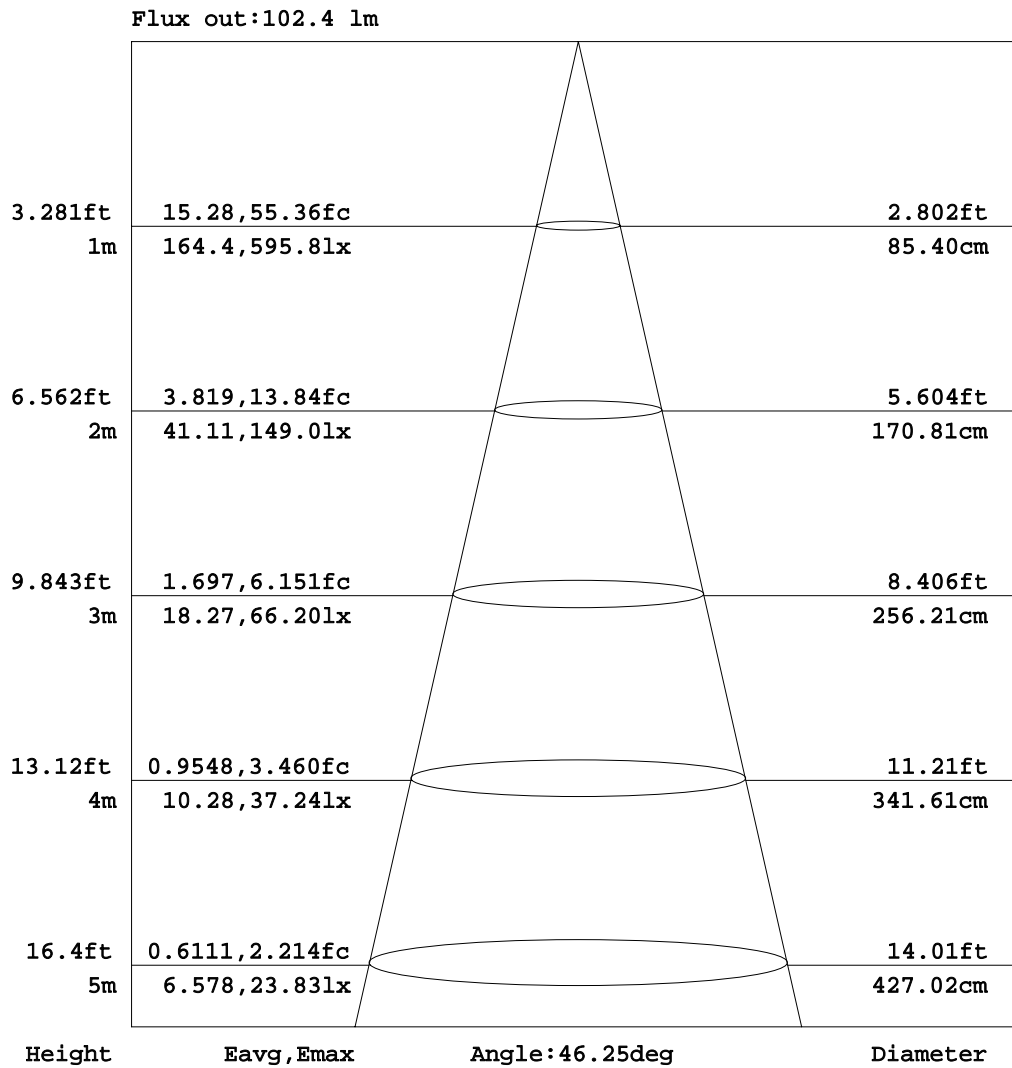 Flux out:102.4 lm
3.281ft 15.28,55.36fc 2.802ft
1m 164.4,595.8lx 85.40cm
6.562ft 3.819,13.84fc 5.604ft
2m 41.11,149.0lx 170.81cm
9.843ft 1.697,6.151fc 8.406ft
3m 18.27,66.20lx 256.21cm
13.12ft 0.9548,3.460fc 11.21ft
4m 10.28,37.24lx 341.61cm
16.4ft 0.6111,2.214fc 14.01ft
5m 6.578,23.83lx 427.02cm
Height Eavg,Emax Angle:46.25deg Diameter